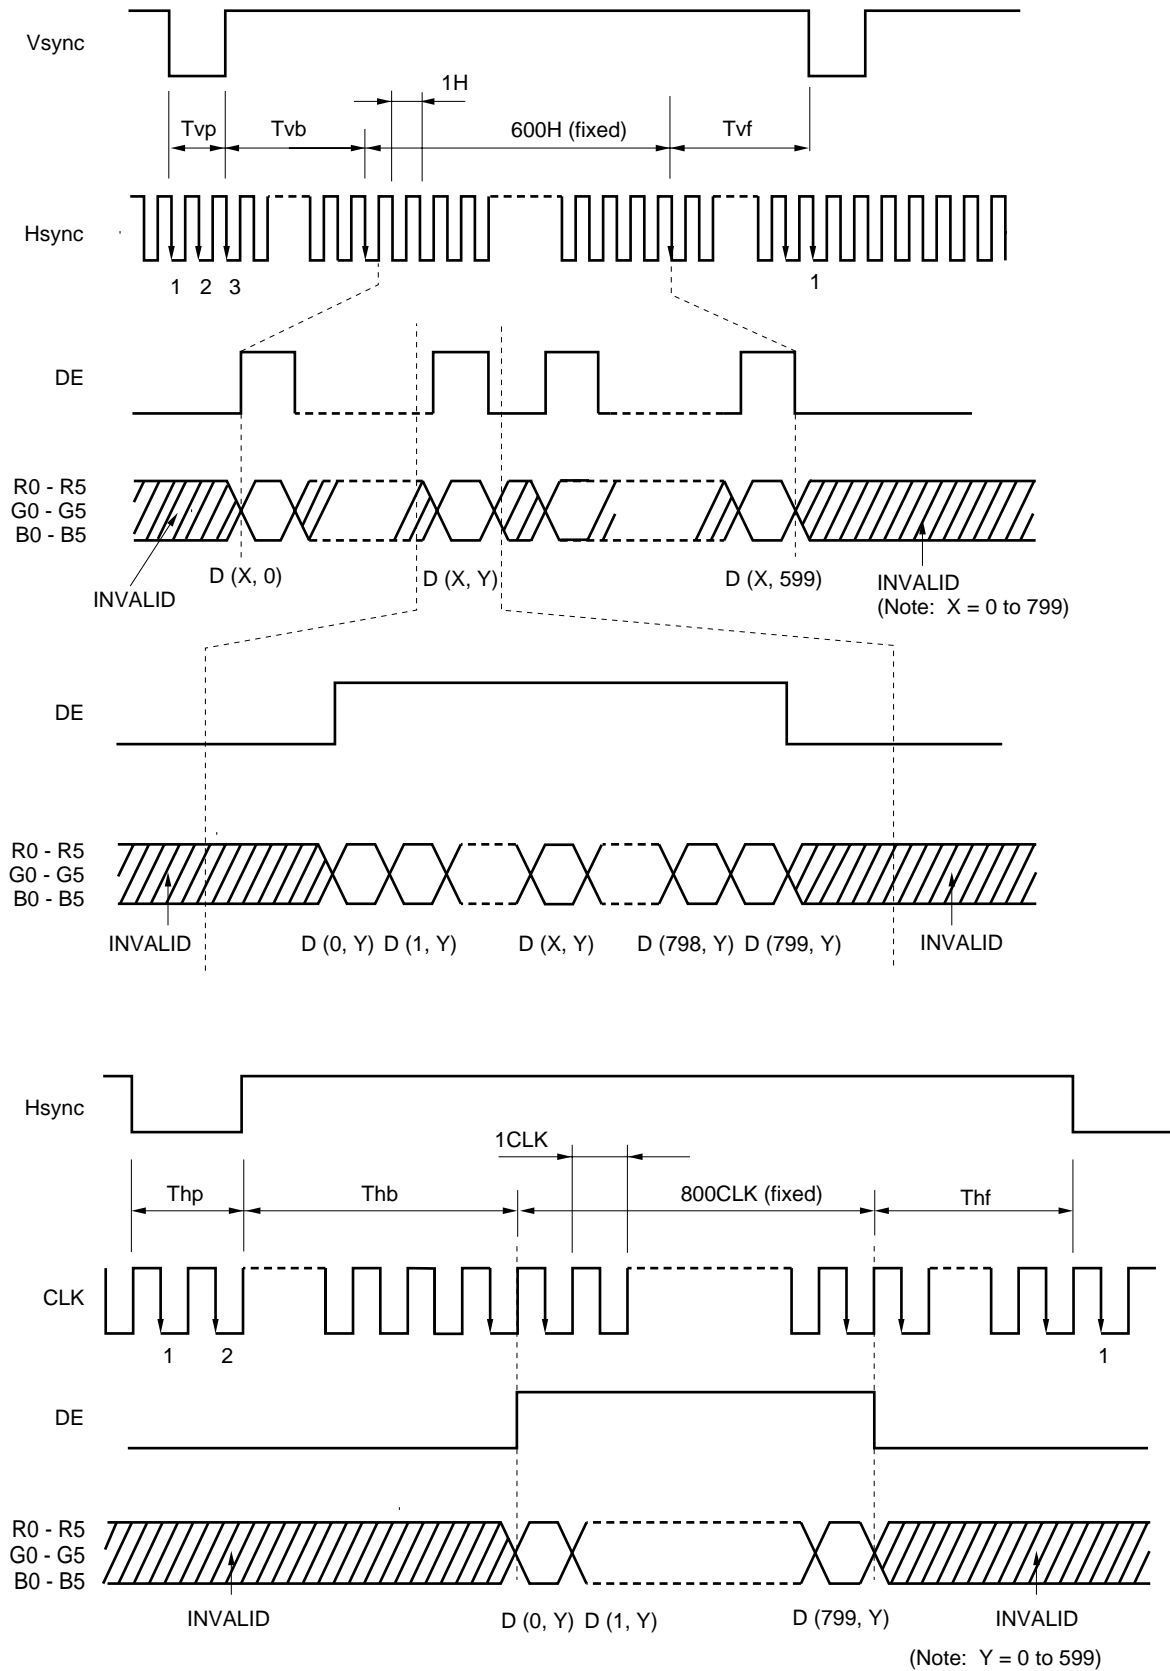 Vsync
1H
Tvp
Tvb
600H (fixed)
Tvf
Hsync
1 2 3
1
DE
R0 - R5
G0 - G5
B0 - B5
D (X, 0)
D (X, Y)
D (X, 599)
INVALID
INVALID
(Note: X = 0 to 799)
DE
R0 - R5
G0 - G5
B0 - B5
INVALID
D (0, Y) D (1, Y)
D (X, Y)
D (798, Y) D (799, Y)
INVALID
Hsync
1CLK
Thp
Thb
800CLK (fixed)
Thf
CLK
1 2
1
DE
R0 - R5
G0 - G5
B0 - B5
INVALID
D (0, Y) D (1, Y)
D (799, Y)
INVALID
(Note: Y = 0 to 599)